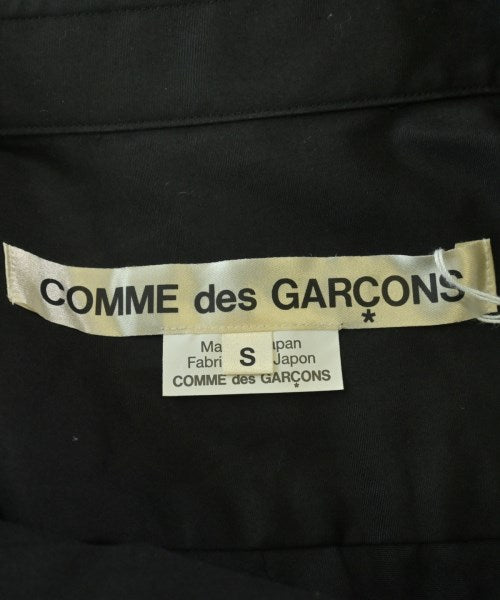 COMME des GARÇONS
Ma S apan
Fabri Japon
COMME des GARÇONS